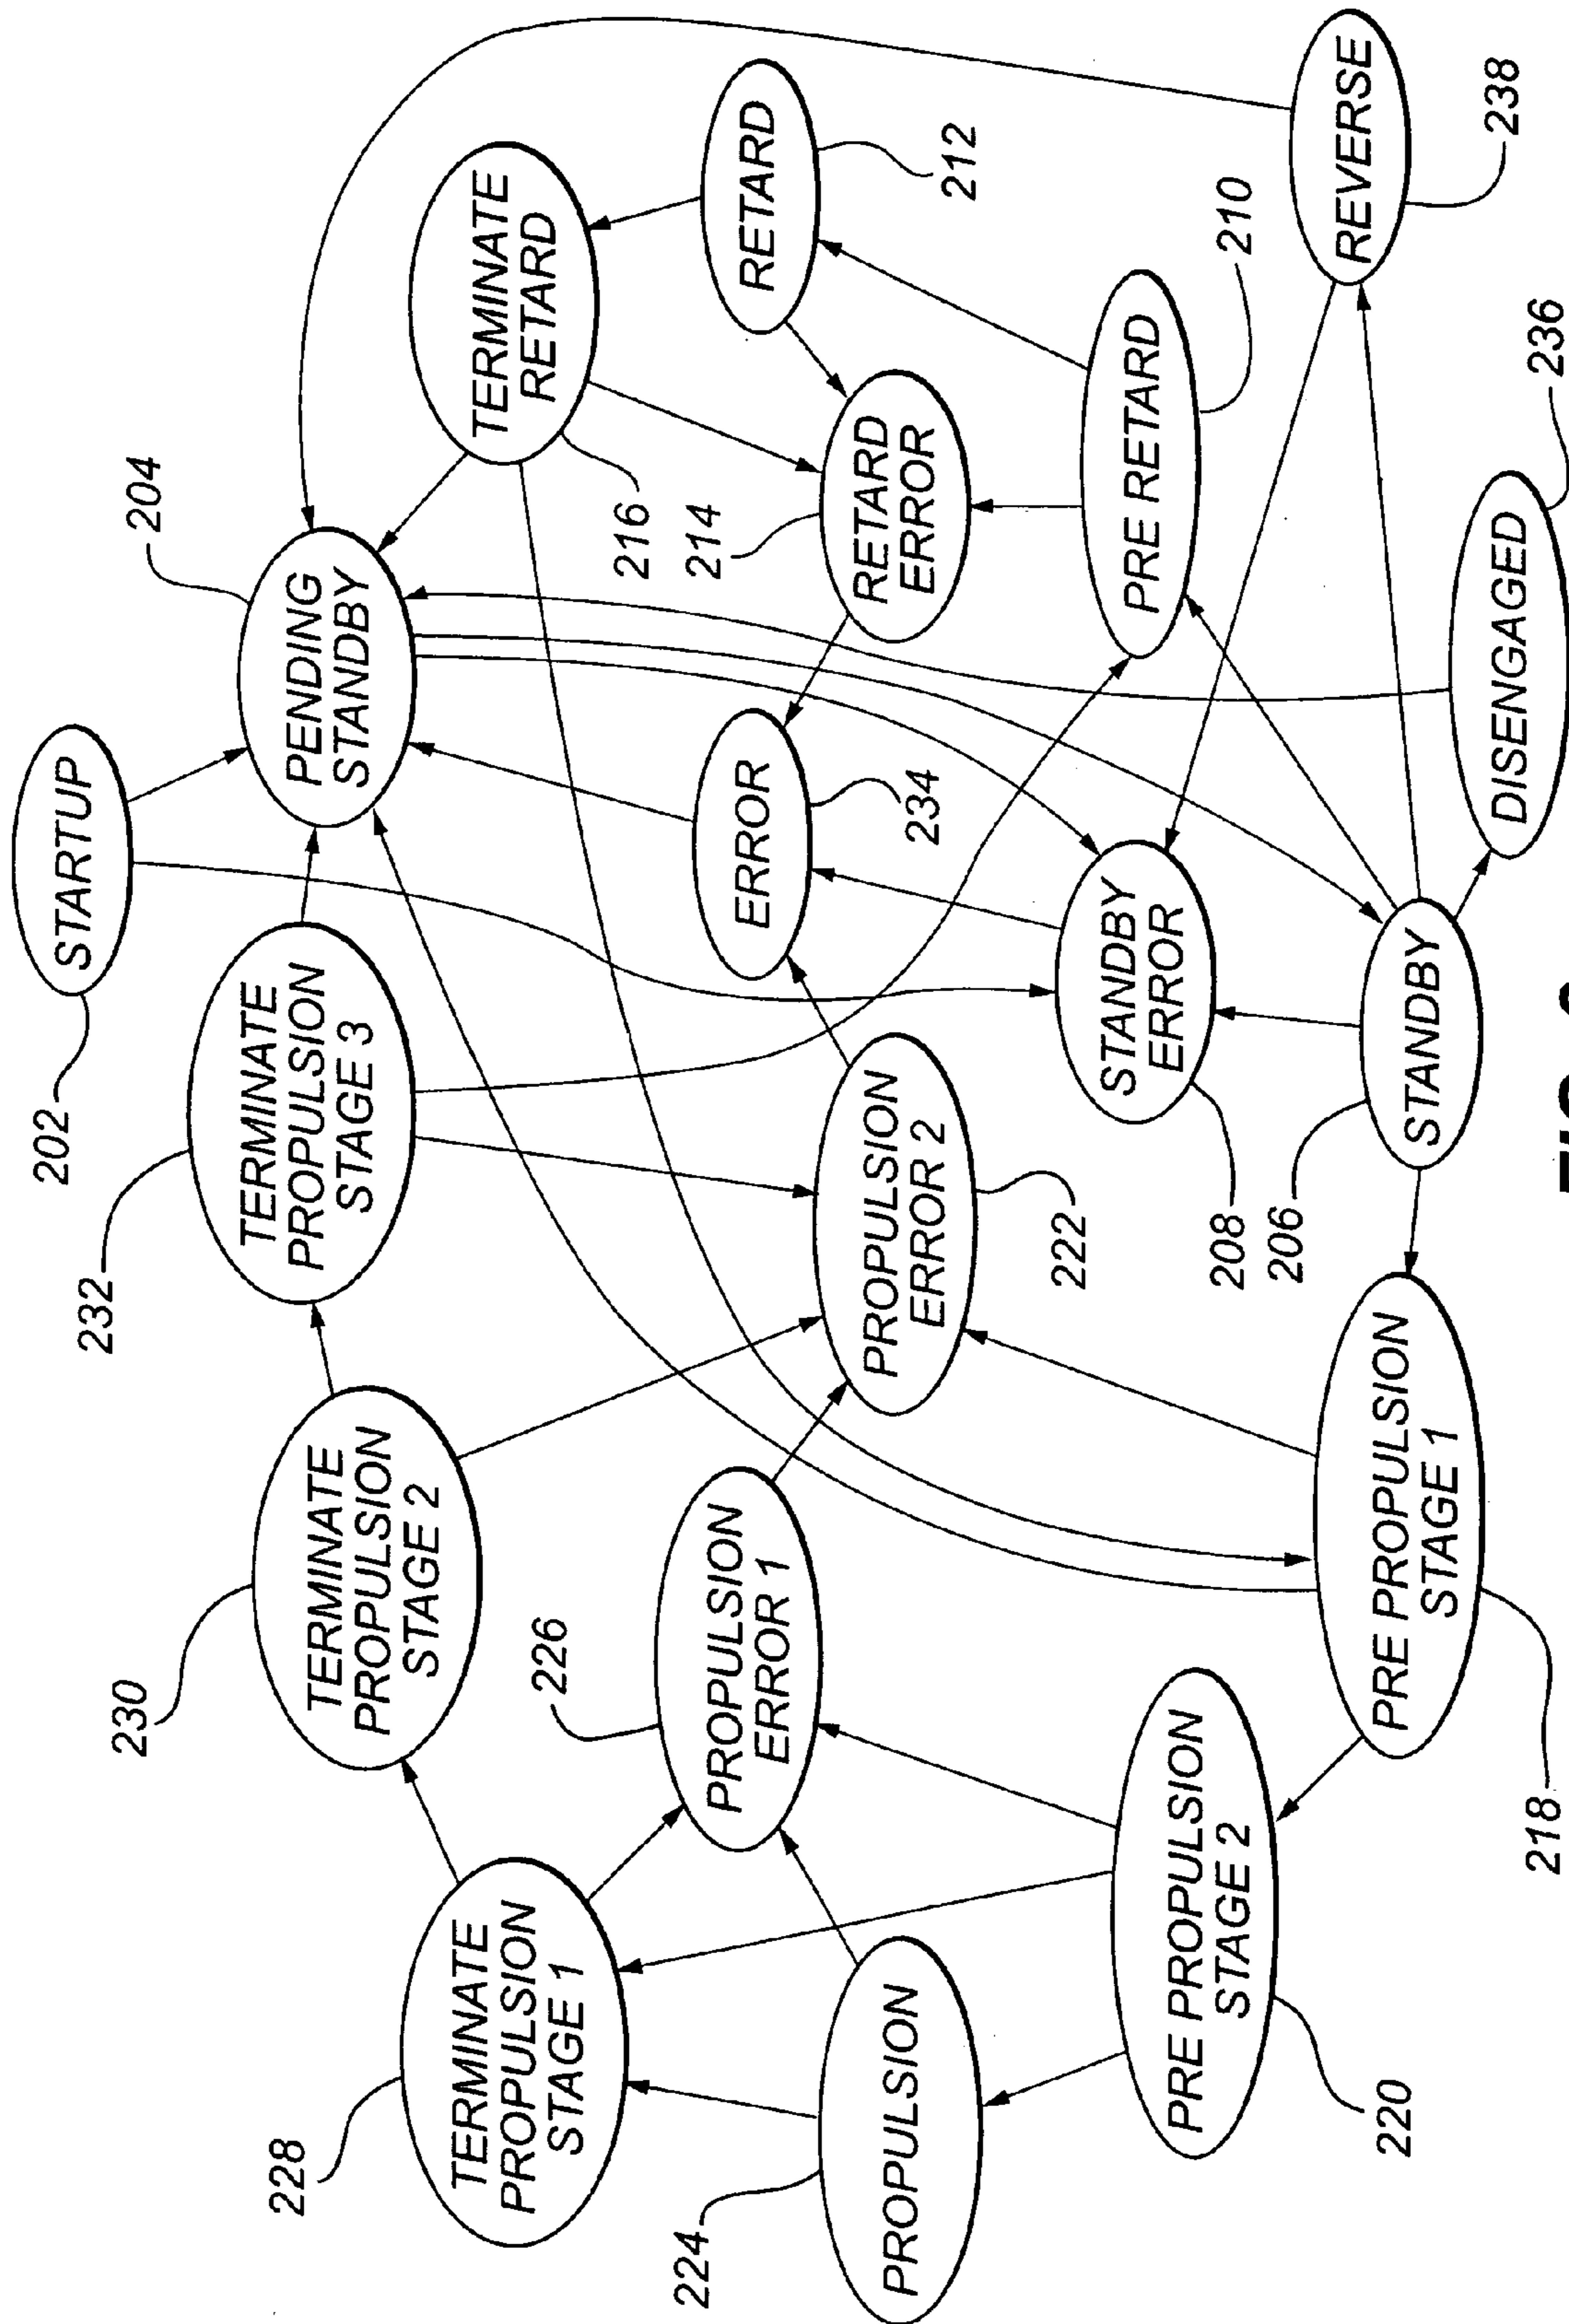 202
STARTUP
204
PENDING
STANDBY
232
TERMINATE
PROPULSION
STAGE 3
230
TERMINATE
PROPULSION
STAGE 2
228
TERMINATE
PROPULSION
STAGE 1
TERMINATE
RETARD
216
RETARD
212
214
RETARD
ERROR
ERROR
234
226
PROPULSION
ERROR 1
PROPULSION
ERROR 2
222
224
PROPULSION
PRE RETARD
210
STANDBY
ERROR
208
PRE PROPULSION
STAGE 2
220
PRE PROPULSION
STAGE 1
218
206
STANDBY
REVERSE
238
DISENGAGED
236